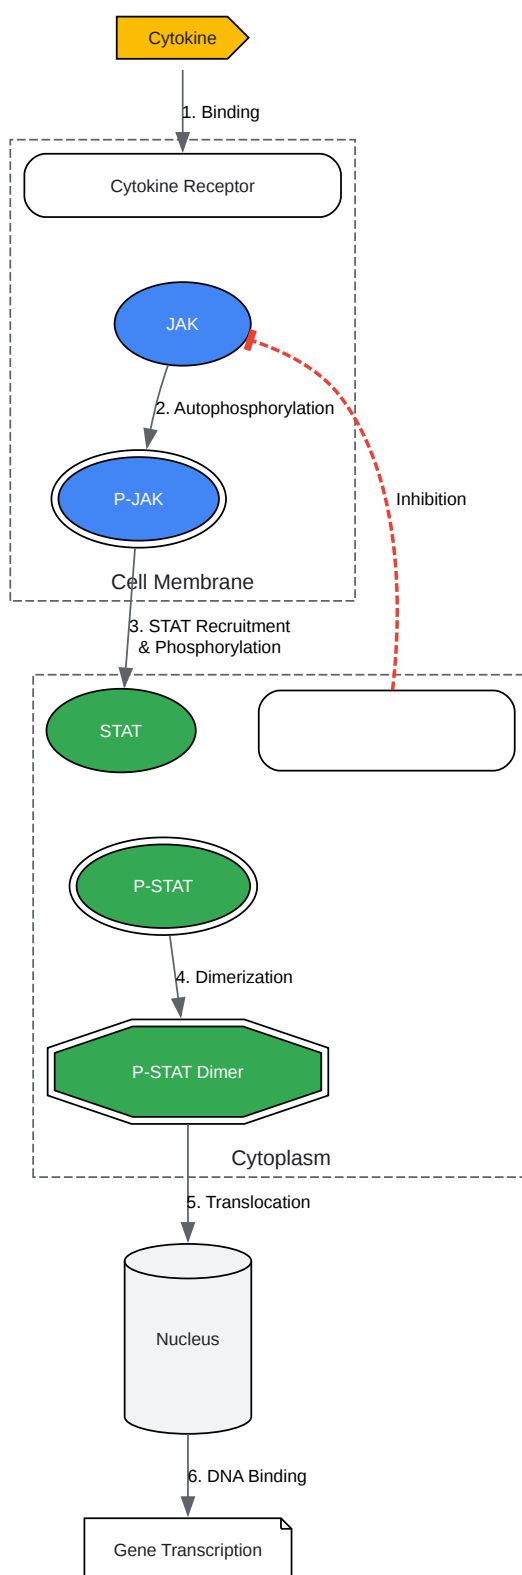 Cytokine
1. Binding
Cytokine Receptor
JAK
2. Autophosphorylation
P-JAK
Inhibition
Cell Membrane
3. STAT Recruitment
& Phosphorylation
STAT
P-STAT
4. Dimerization
P-STAT Dimer
Cytoplasm
5. Translocation
Nucleus
6. DNA Binding
Gene Transcription